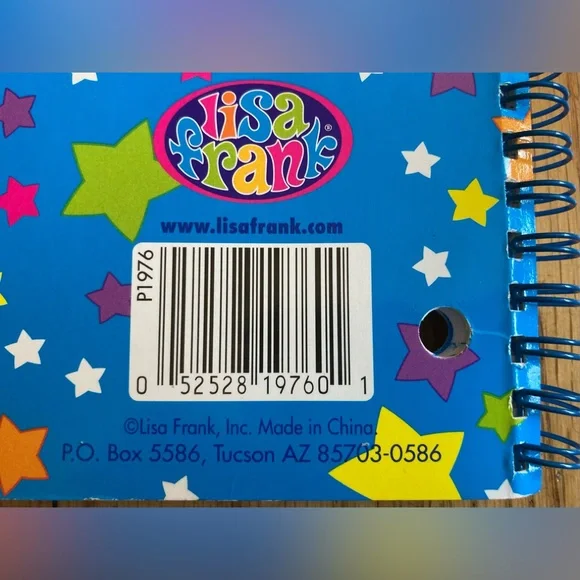 lisa
frank®
www.lisafrank.com
P1976
0 52528 19760 1
©Lisa Frank, Inc. Made in China.
P.O. Box 5586, Tucson AZ 85703-0586